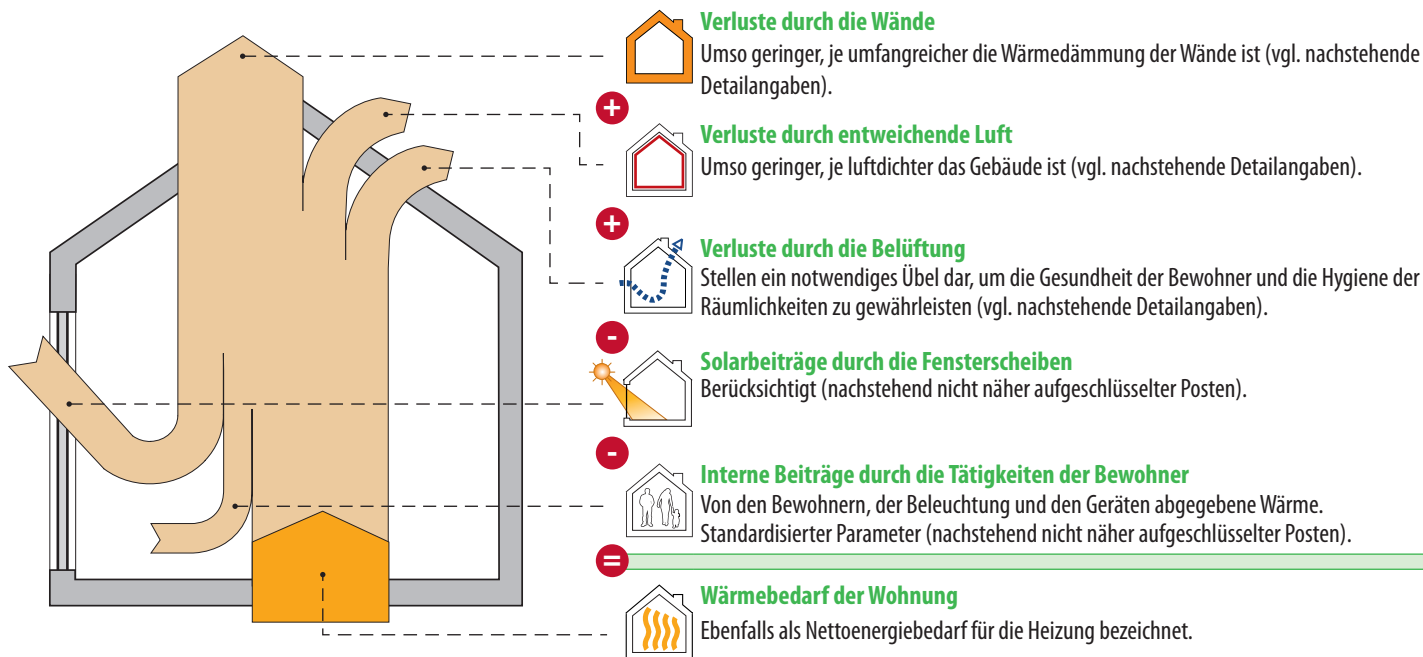 Verluste durch die Wände
Umso geringer, je umfangreicher die Wärmedämmung der Wände ist (vgl. nachstehende
Detailangaben).
+
Verluste durch entweichende Luft
Umso geringer, je luftdichter das Gebäude ist (vgl. nachstehende Detailangaben).
+
Verluste durch die Belüftung
Stellen ein notwendiges Übel dar, um die Gesundheit der Bewohner und die Hygiene der
Räumlichkeiten zu gewährleisten (vgl. nachstehende Detailangaben).
-
Solarbeiträge durch die Fensterscheiben
Berücksichtigt (nachstehend nicht näher aufgeschlüsselter Posten).
-
Interne Beiträge durch die Tätigkeiten der Bewohner
Von den Bewohnern, der Beleuchtung und den Geräten abgegebene Wärme.
Standardisierter Parameter (nachstehend nicht näher aufgeschlüsselter Posten).
=
Wärmebedarf der Wohnung
Ebenfalls als Nettoenergiebedarf für die Heizung bezeichnet.